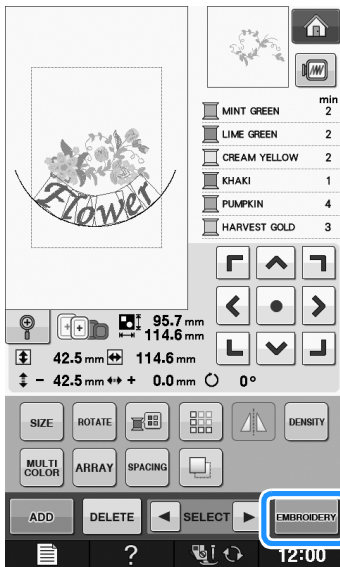 min
MINT GREEN 2
LIME GREEN 2
CREAM YELLOW 2
KHAKI 1
PUMPKIN 4
HARVEST GOLD 3
Flower
95.7 mm
114.6 mm
42.5 mm 114.6 mm
- 42.5 mm + 0.0 mm 0°
SIZE ROTATE DENSITY
MULTI COLOR ARRAY SPACING
ADD DELETE SELECT EMBROIDERY
? 12:00